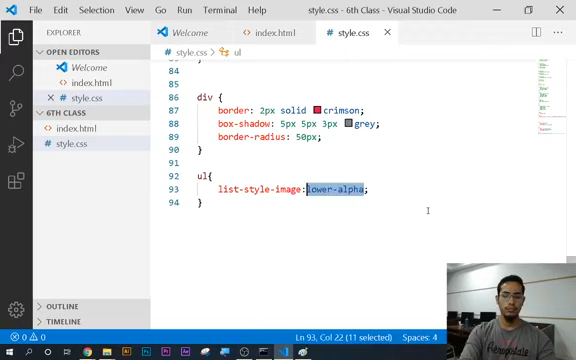 File Edit Selection View Go Run Terminal
style.css - 6th Class - Visual Studio Code
EXPLORER
OPEN EDITORS
Welcome
index.html
style.css
6TH CLASS
index.html
style.css
OUTLINE
TIMELINE
Welcome index.html style.css
style.css > ul
84
85
86 div {
87 border: 2px solid crimson;
88 box-shadow: 5px 5px 3px grey;
89 border-radius: 50px;
90 }
91
92 ul{
93 list-style-image:lower-alpha;
94 }
0 0 Ln 93, Col 22 (11 selected) Spaces: 4